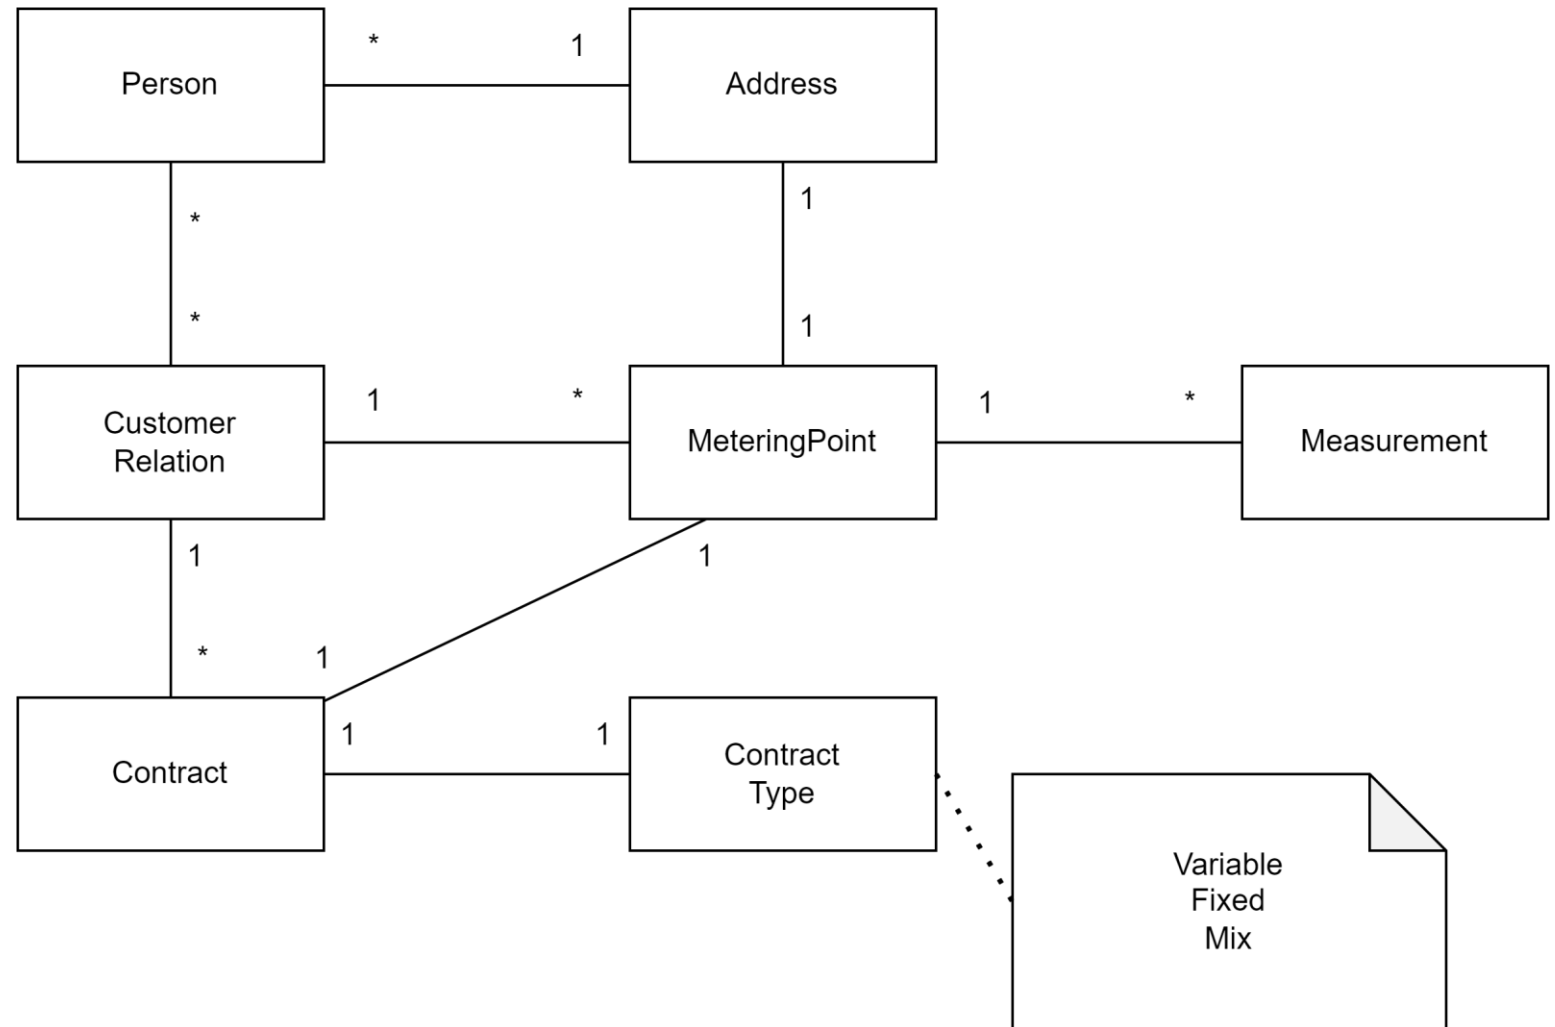 * 1
Person Address
1
*
*
1
Customer
Relation
1 *
MeteringPoint
1 *
Measurement
1
*
1
1
1 1
Contract
Contract
Type
Variable
Fixed
Mix